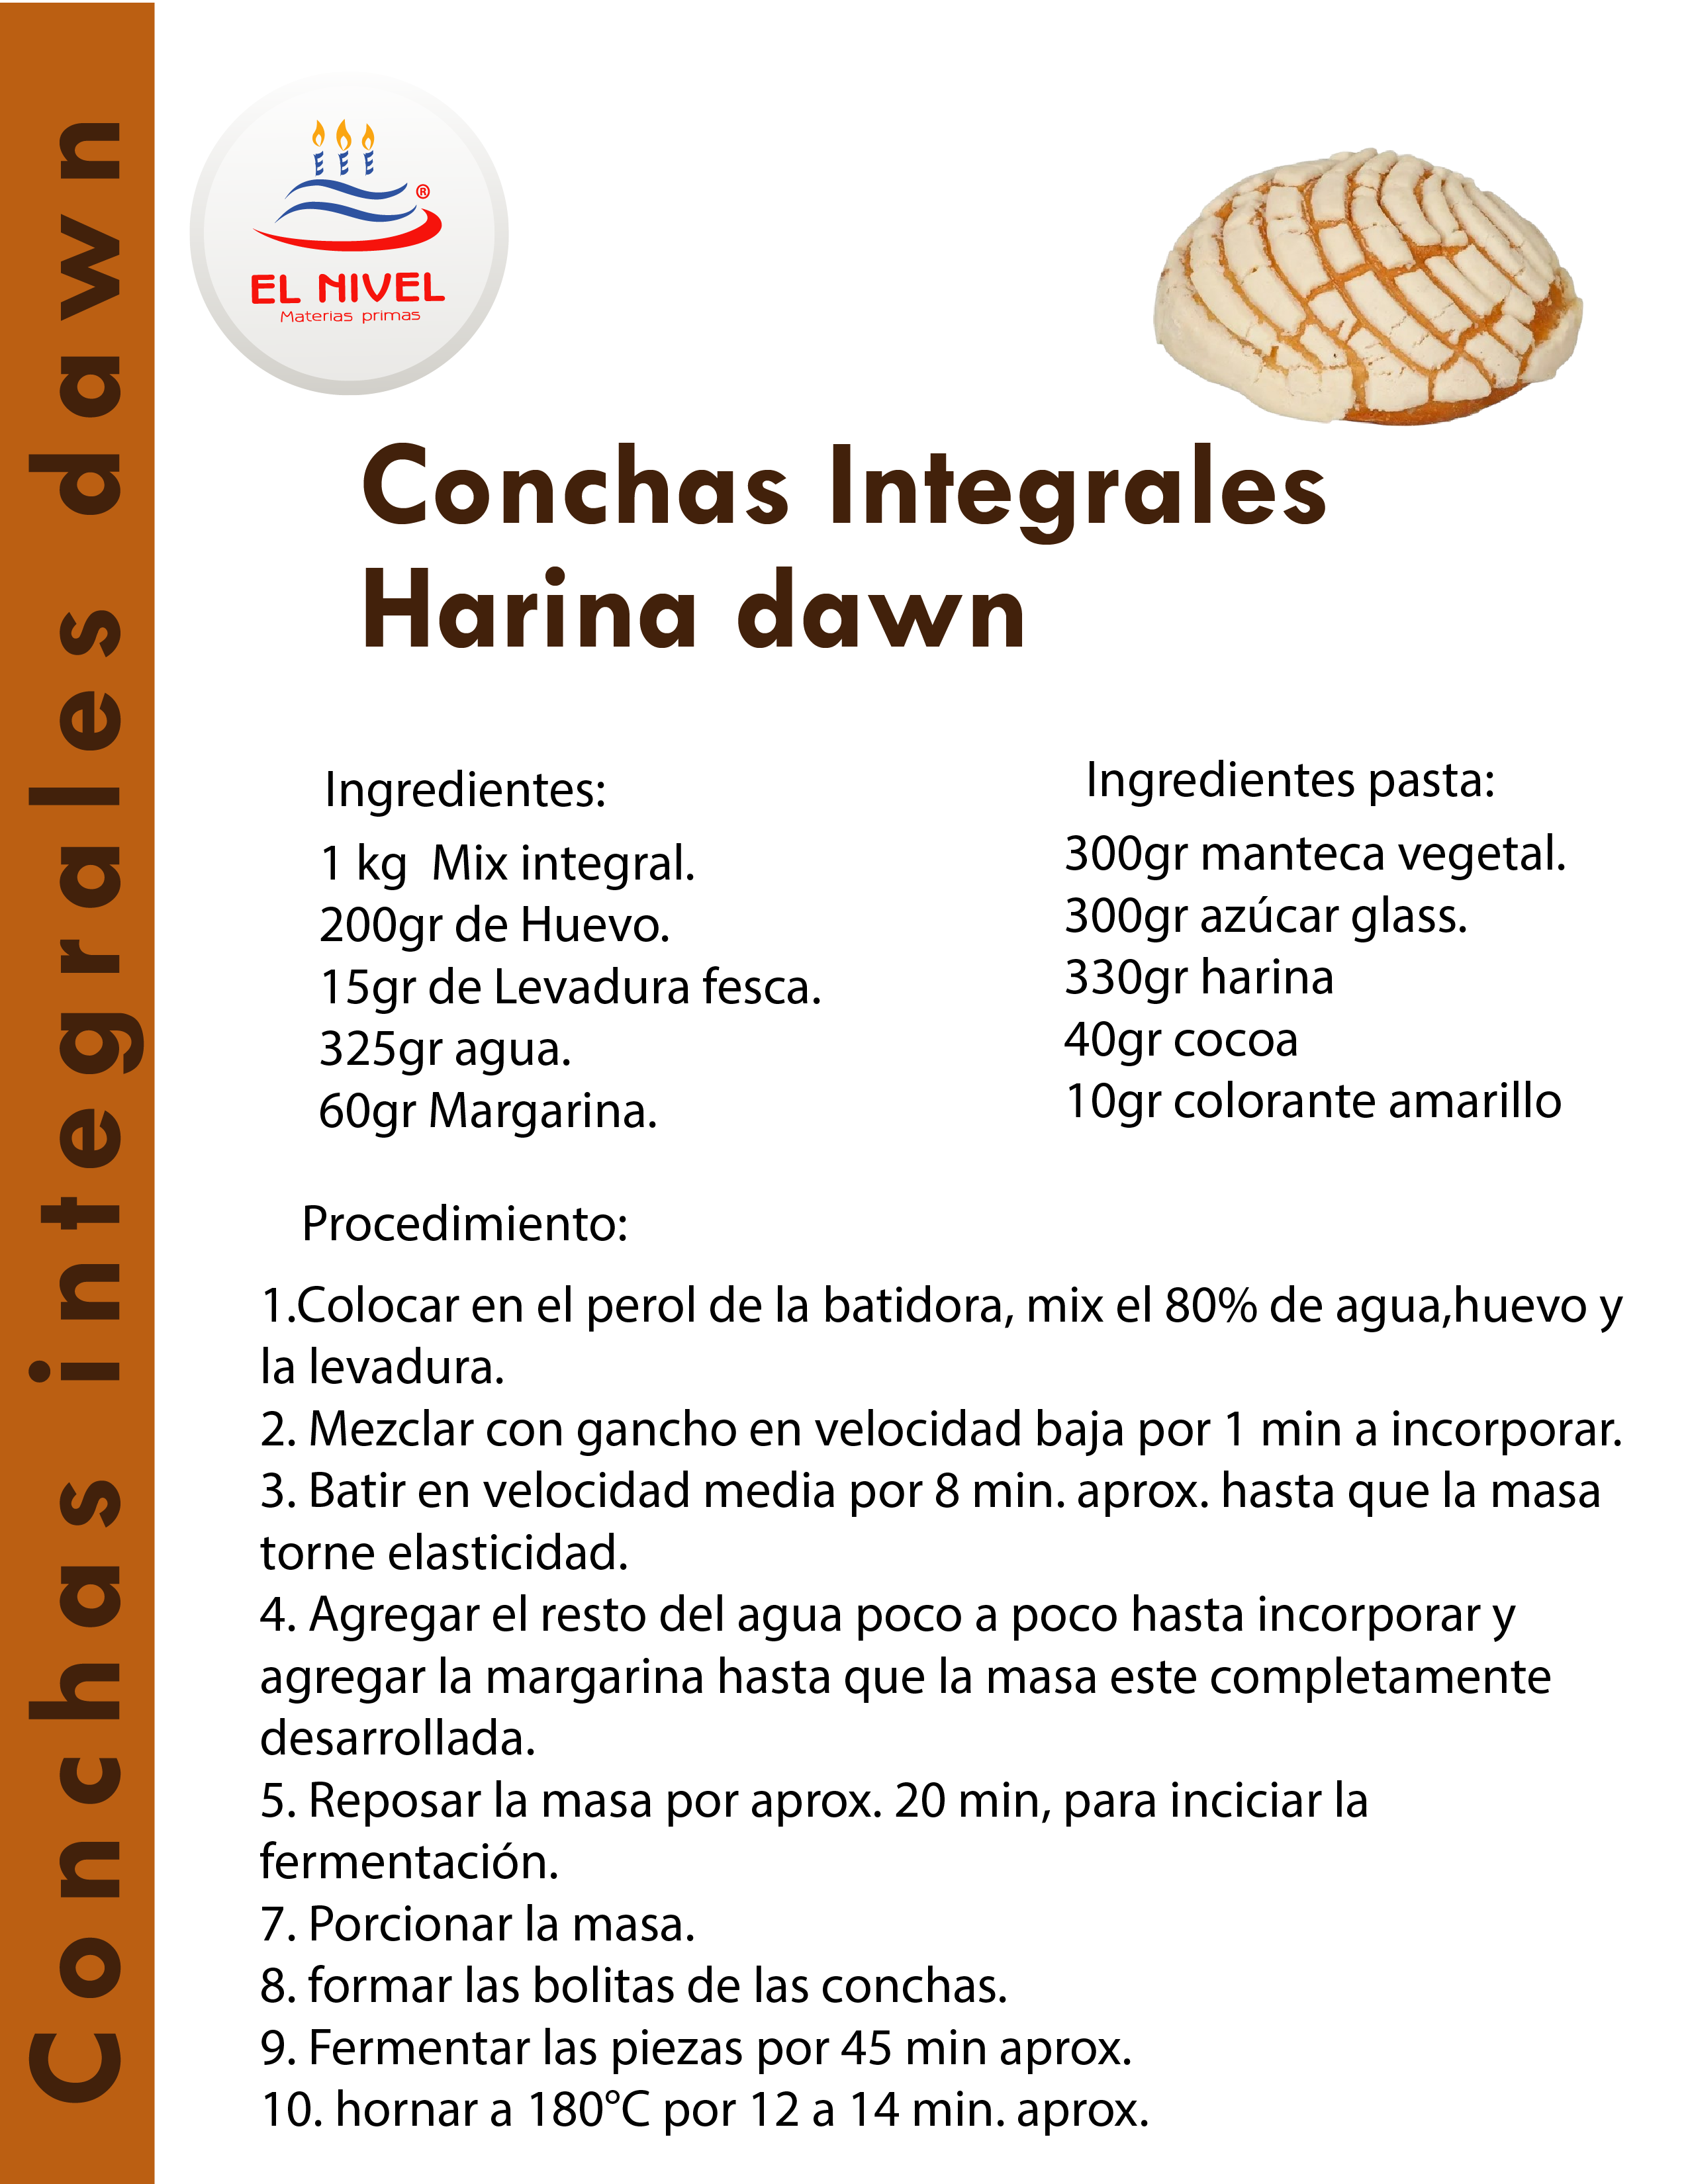 Conchas integrales dawn
®
EL NIVEL
Materias primas
Conchas Integrales
Harina dawn
Ingredientes:
1 kg  Mix integral.
200gr de Huevo.
15gr de Levadura fesca.
325gr agua.
60gr Margarina.
Ingredientes pasta:
300gr manteca vegetal.
300gr azúcar glass.
330gr harina
40gr cocoa
10gr colorante amarillo
Procedimiento:
1.Colocar en el perol de la batidora, mix el 80% de agua,huevo y
la levadura.
2. Mezclar con gancho en velocidad baja por 1 min a incorporar.
3. Batir en velocidad media por 8 min. aprox. hasta que la masa
torne elasticidad.
4. Agregar el resto del agua poco a poco hasta incorporar y
agregar la margarina hasta que la masa este completamente
desarrollada.
5. Reposar la masa por aprox. 20 min, para inciciar la
fermentación.
7. Porcionar la masa.
8. formar las bolitas de las conchas.
9. Fermentar las piezas por 45 min aprox.
10. hornar a 180°C por 12 a 14 min. aprox.